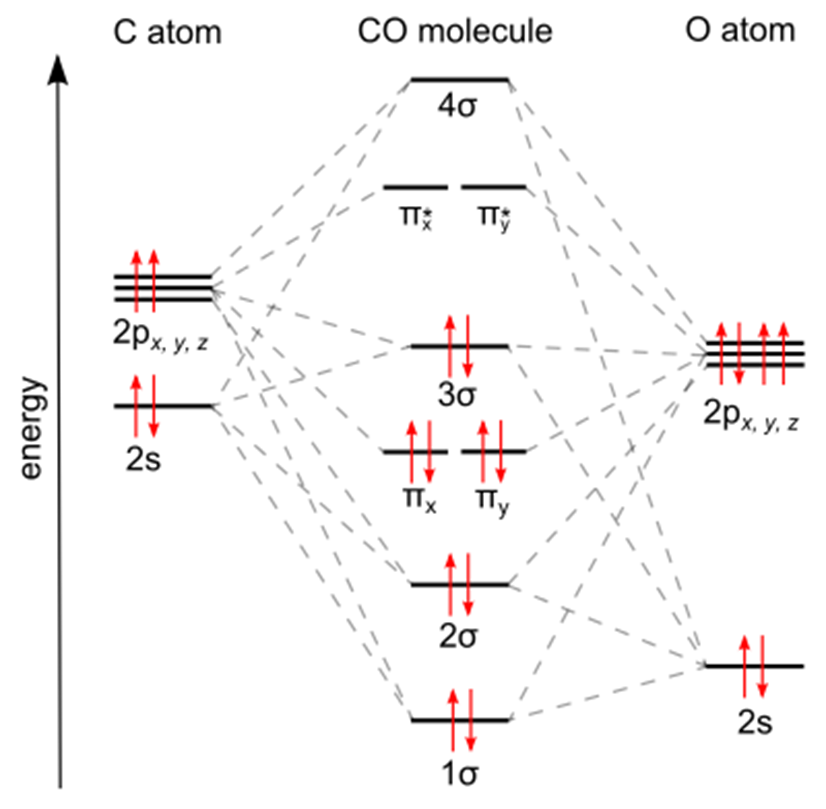 C atom
CO molecule
O atom
4σ
π*x
π*y
2px, y, z
3σ
2px, y, z
2s
energy
πx
πy
2σ
2s
1σ